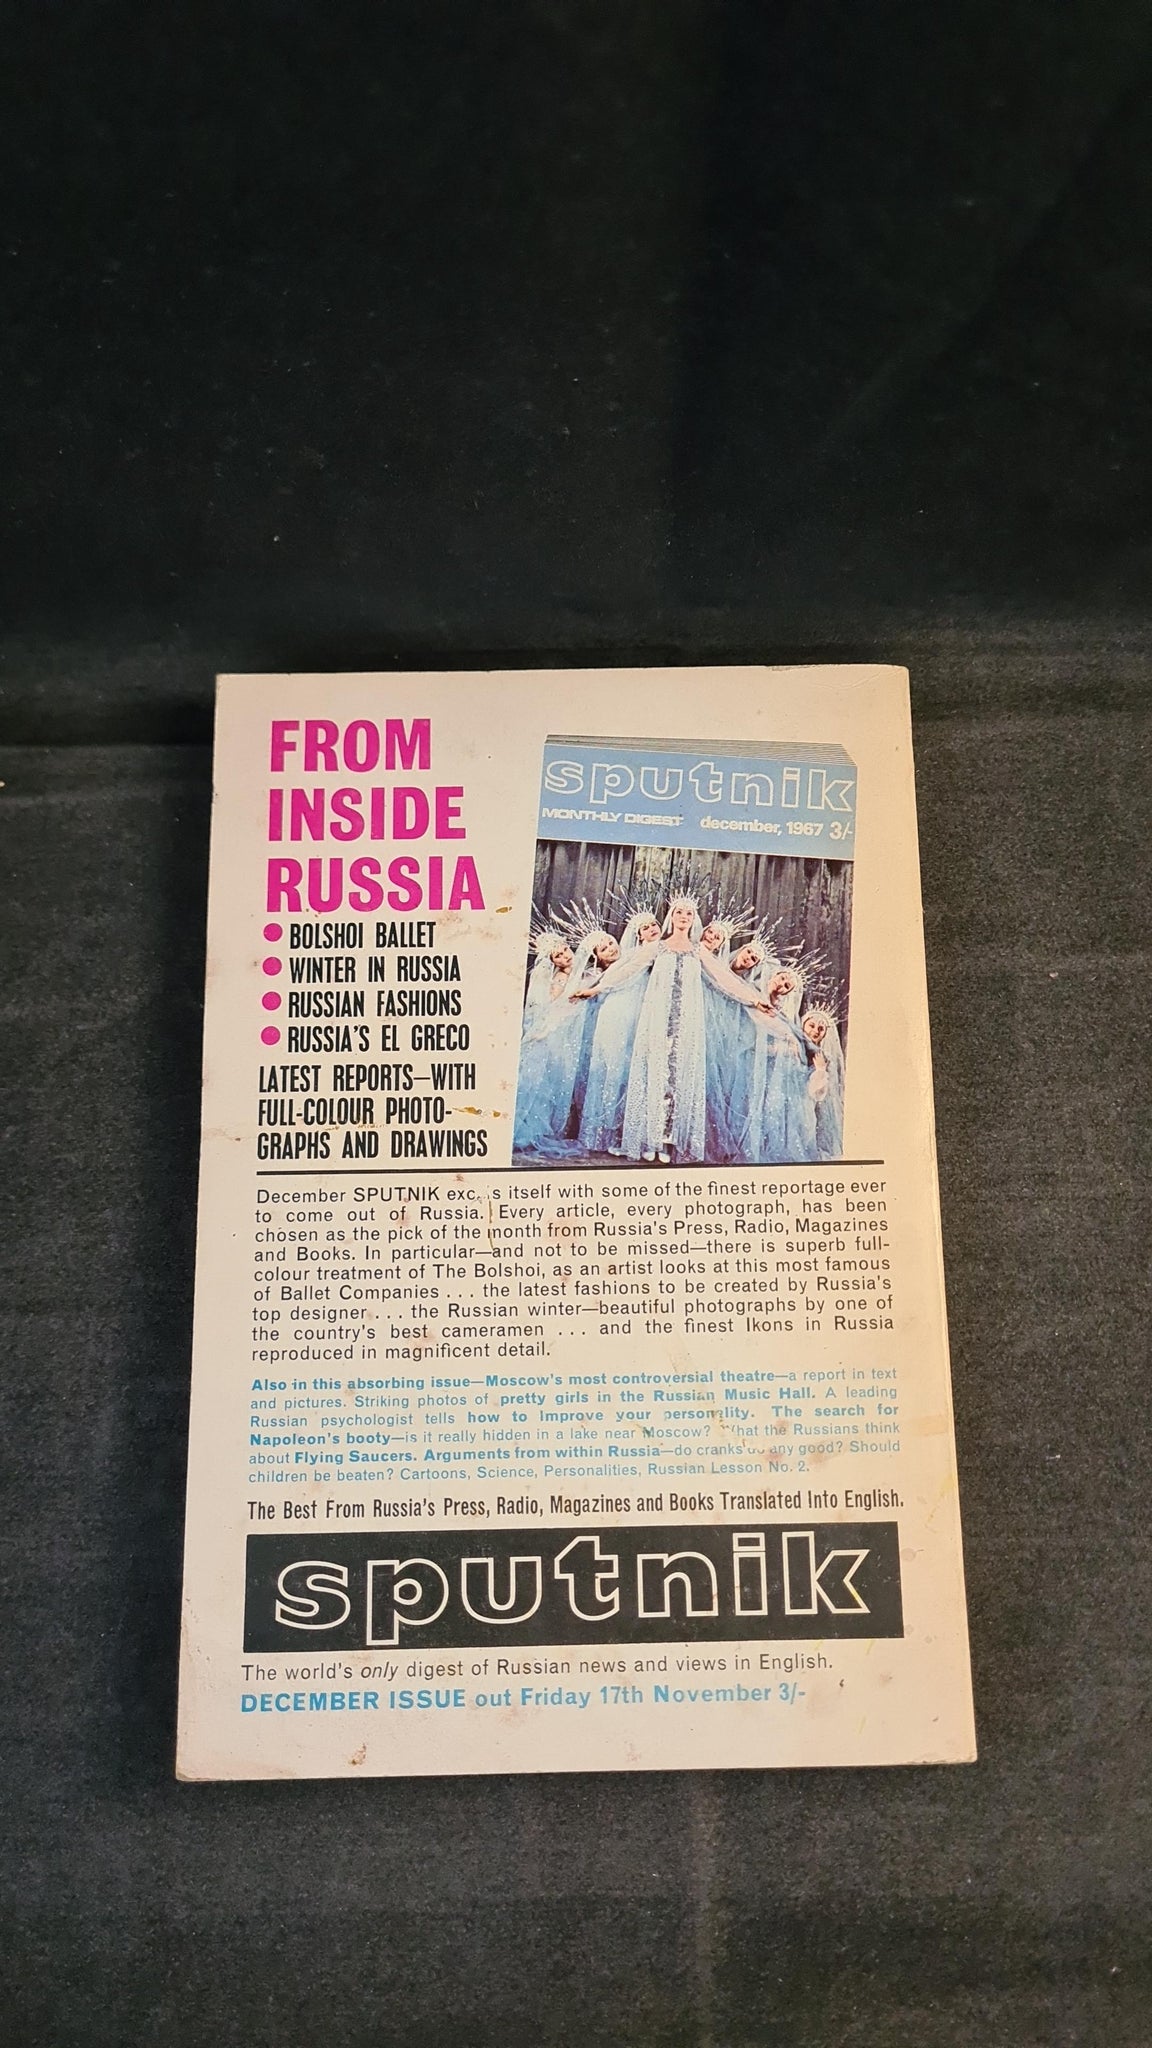 FROM
INSIDE
RUSSIA
BOLSHOI BALLET
WINTER IN RUSSIA
RUSSIAN FASHIONS
RUSSIA'S EL GRECO
LATEST REPORTS—WITH
FULL-COLOUR PHOTO-
GRAPHS AND DRAWINGS
sputnik
MONTHLY DIGEST december, 1967 3/-
December SPUTNIK itself with some of the finest reportage ever
to come out of Russia. Every article, every photograph, has been
chosen as the pick of the month from Russia's Press, Radio, Magazines
and Books. In particular—and not to be missed—there is superb full-
colour treatment of The Bolshoi, as an artist looks at this most famous
of Ballet Companies . . . the latest fashions to be created by Russia's
top designer . . . the Russian winter—beautiful photographs by one of
the country's best cameramen . . . and the finest Ikons in Russia
reproduced in magnificent detail.
Also in this absorbing issue—Moscow's most controversial theatre—a report in text
and pictures. Striking photos of pretty girls in the Russian Music Hall. A leading
Russian psychologist tells how to improve your personality. The search for
Napoleon's booty—is it really hidden in a lake near Moscow? What the Russians think
about Flying Saucers. Arguments from within Russia—do cranks do any good? Should
children be beaten? Cartoons, Science, Personalities, Russian Lesson No. 2.
The Best From Russia's Press, Radio, Magazines and Books Translated Into English.
sputnik
The world's only digest of Russian news and views in English.
DECEMBER ISSUE out Friday 17th November 3/-